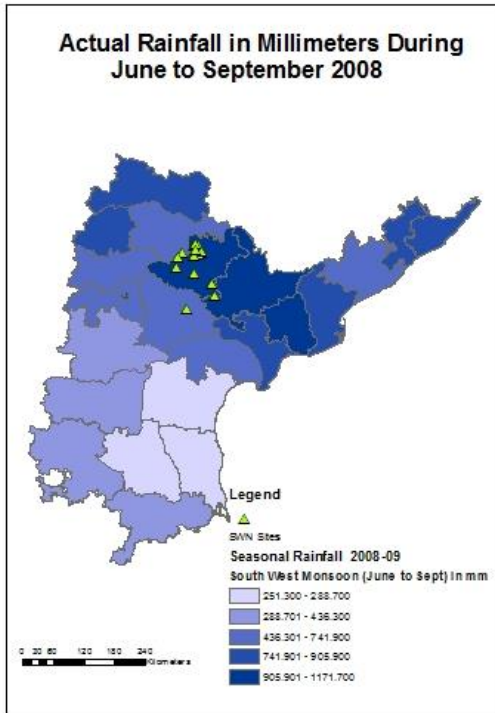 Actual Rainfall in Millimeters During
June to September 2008
Legend
SWN Sites
Seasonal Rainfall 2008-09
South West Monsoon (June to Sept) in mm
251.300 - 288.700
288.701 - 436.300
436.301 - 741.900
741.901 - 905.900
905.901 - 1171.700
0 30 60 120 180 240
Kilometers